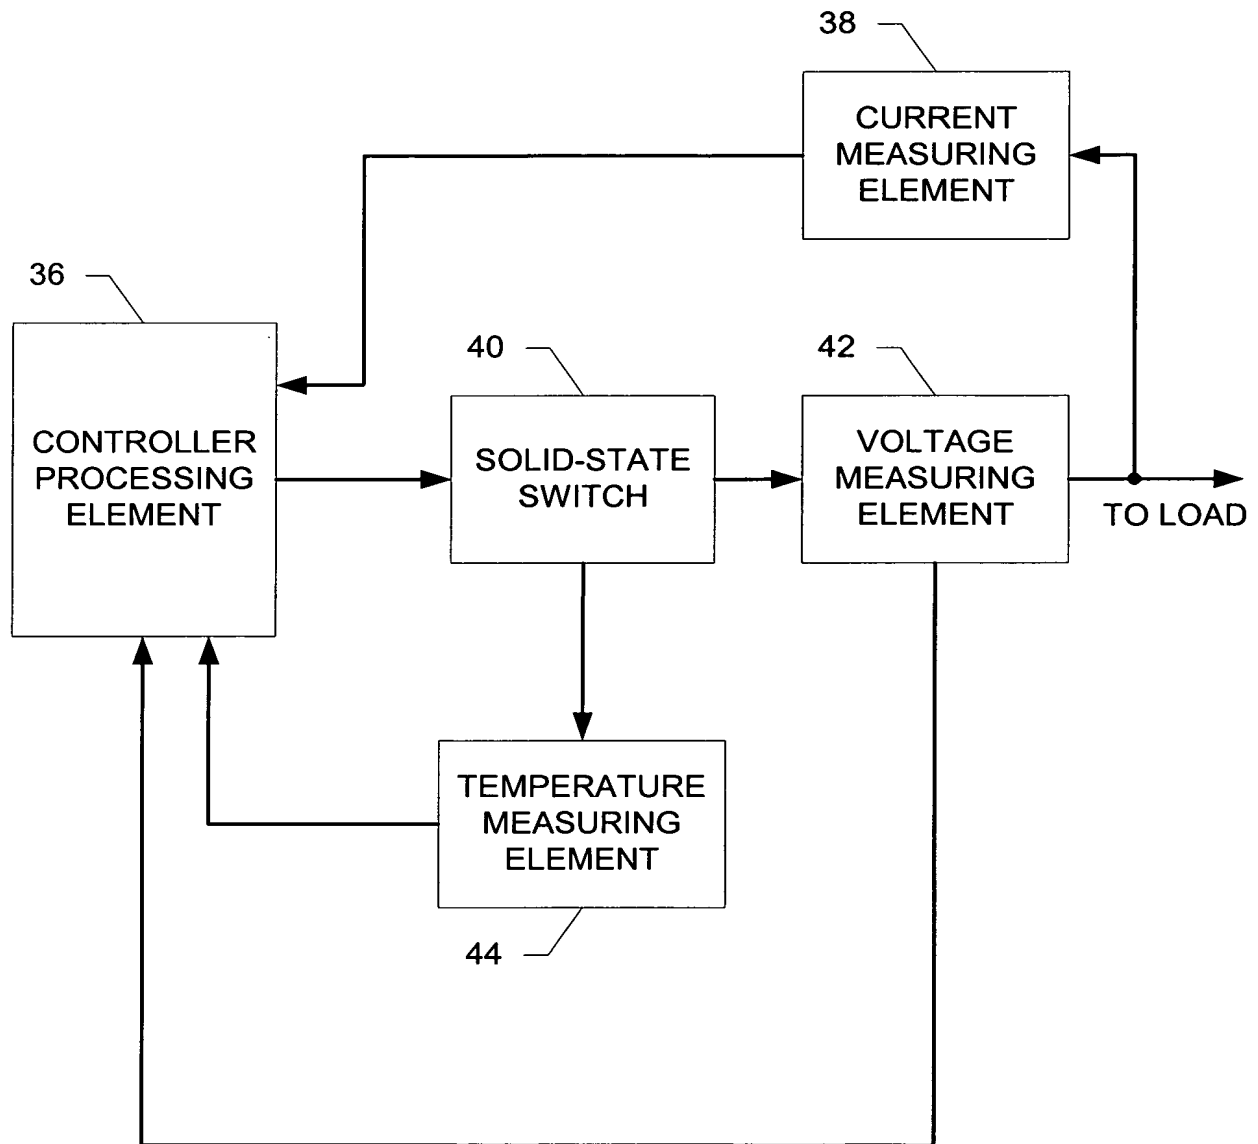 38
CURRENT
MEASURING
ELEMENT
36
CONTROLLER
PROCESSING
ELEMENT
40
SOLID-STATE
SWITCH
42
VOLTAGE
MEASURING
ELEMENT
TO LOAD
TEMPERATURE
MEASURING
ELEMENT
44